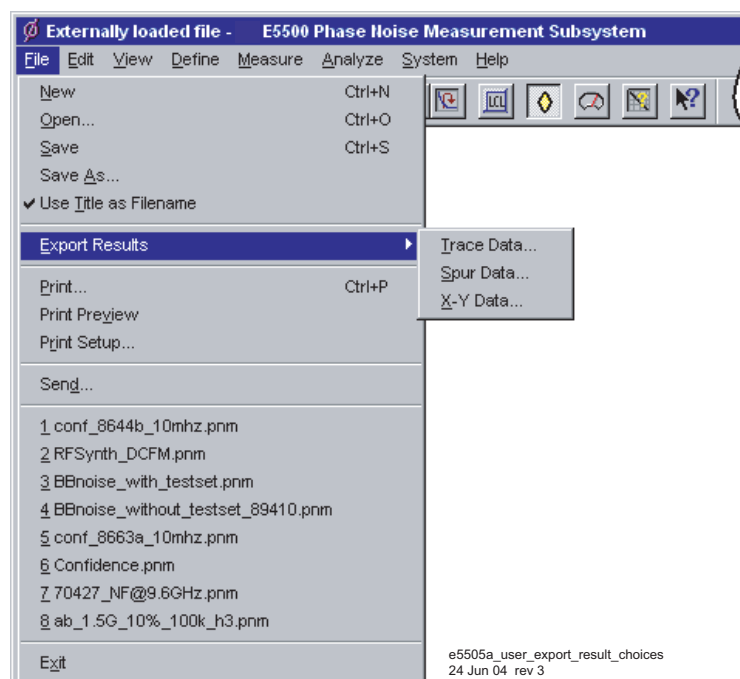 Externally loaded file - E5500 Phase Noise Measurement Subsystem
File Edit View Define Measure Analyze System Help
New Ctrl+N
Open... Ctrl+O
LCL
Save Ctrl+S
Save As...
Use Title as Filename
Export Results
Trace Data...
Spur Data...
X-Y Data...
Print... Ctrl+P
Print Preview
Print Setup...
Send...
1 conf_8644b_10mhz.pnm
2 RFSynth_DCFM.pnm
3 BBnoise_with_testset.pnm
4 BBnoise_without_testset_89410.pnm
5 conf_8663a_10mhz.pnm
6 Confidence.pnm
7 70427_NF@9.6GHz.pnm
8 ab_1.5G_10%_100k_h3.pnm
Exit
e5505a_user_export_result_choices
24 Jun 04 rev 3